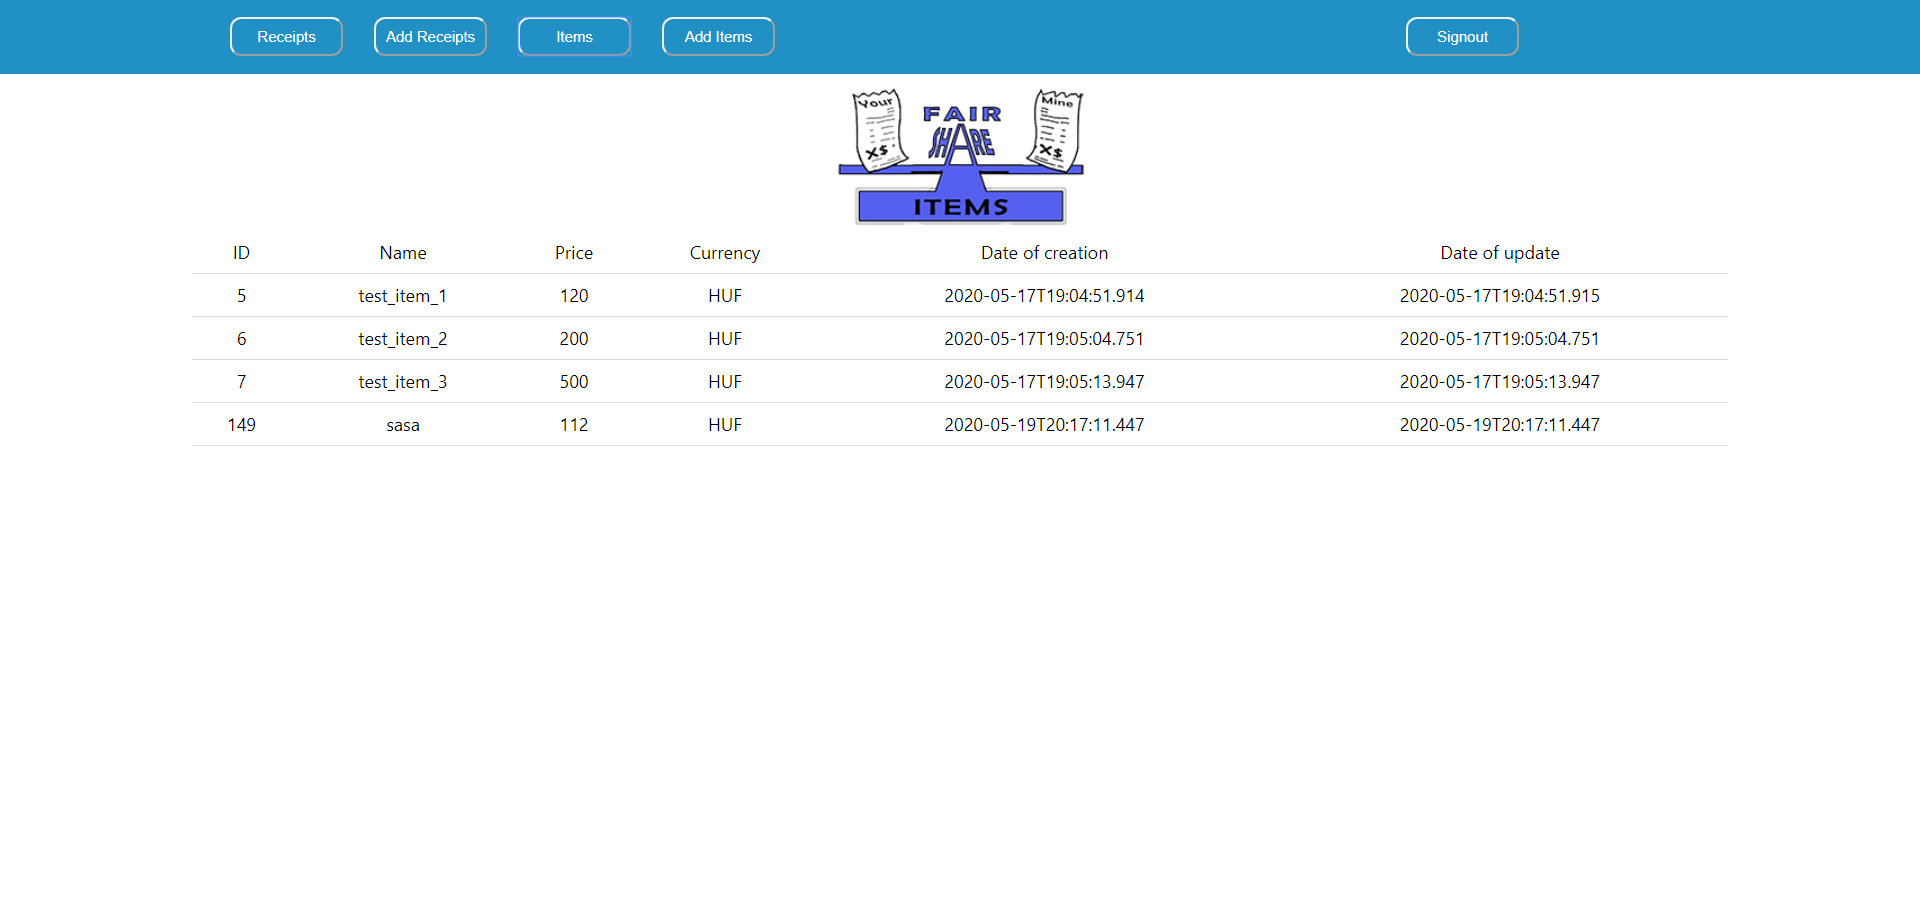 Receipts Add Receipts Items Add Items Signout
Your FAIR Mine
SHARE
X$ X$
ITEMS
ID Name Price Currency Date of creation Date of update
5 test_item_1 120 HUF 2020-05-17T19:04:51.914 2020-05-17T19:04:51.915
6 test_item_2 200 HUF 2020-05-17T19:05:04.751 2020-05-17T19:05:04.751
7 test_item_3 500 HUF 2020-05-17T19:05:13.947 2020-05-17T19:05:13.947
149 sasa 112 HUF 2020-05-19T20:17:11.447 2020-05-19T20:17:11.447